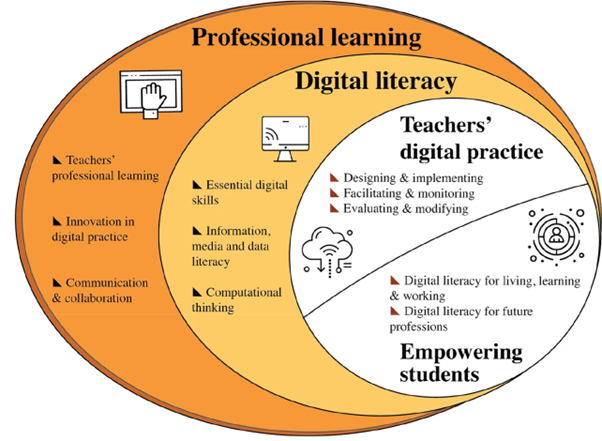 Professional learning
Digital literacy
Teachers'
digital practice
◣ Designing & implementing
◣ Facilitating & monitoring
◣ Evaluating & modifying
◣ Teachers'
professional learning
◣ Innovation in
digital practice
◣ Communication
& collaboration
◣ Essential digital
skills
◣ Information,
media and data
literacy
◣ Computational
thinking
◣ Digital literacy for living, learning
& working
◣ Digital literacy for future
professions
Empowering
students